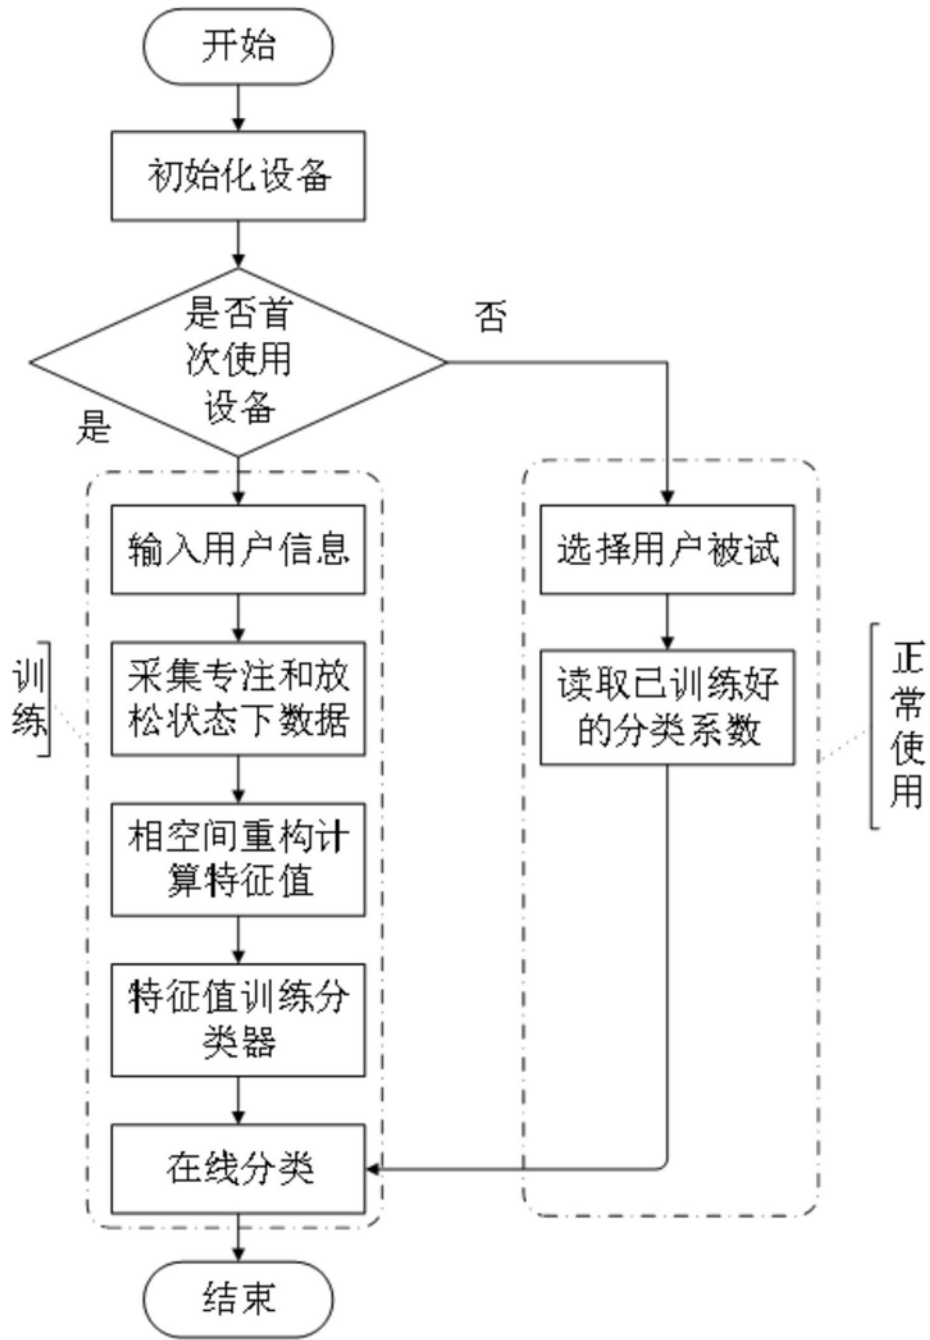 开始
初始化设备
是否首
次使用
设备
否
是
输入用户信息
选择用户被试
训
练
采集专注和放
松状态下数据
读取已训练好
的分类系数
正
常
使
用
相空间重构计
算特征值
特征值训练分
类器
在线分类
结束